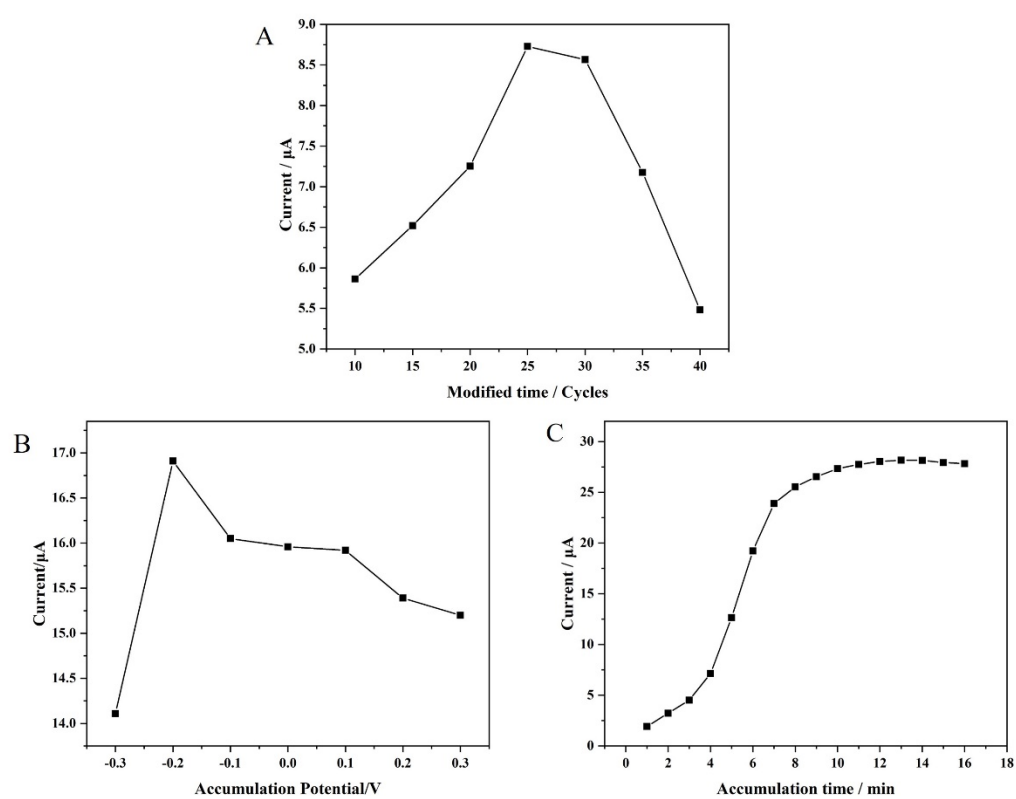 A
9.0
8.5
8.0
7.5
7.0
6.5
6.0
5.5
5.0
Current / μA
10 15 20 25 30 35 40
Modified time / Cycles
B
17.0
16.5
16.0
15.5
15.0
14.5
14.0
Current/μA
-0.3 -0.2 -0.1 0.0 0.1 0.2 0.3
Accumulation Potential/V
C
30
25
20
15
10
5
0
Current / μA
0 2 4 6 8 10 12 14 16 18
Accumulation time / min